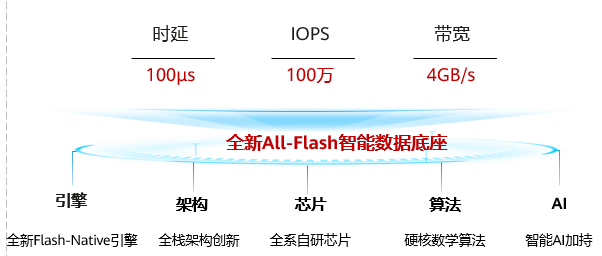 时延 IOPS 带宽
100μs 100万 4GB/s
全新All-Flash智能数据底座
引擎 架构 芯片 算法 AI
全新Flash-Native引擎 全栈架构创新 全系自研芯片 硬核数学算法 智能AI加持